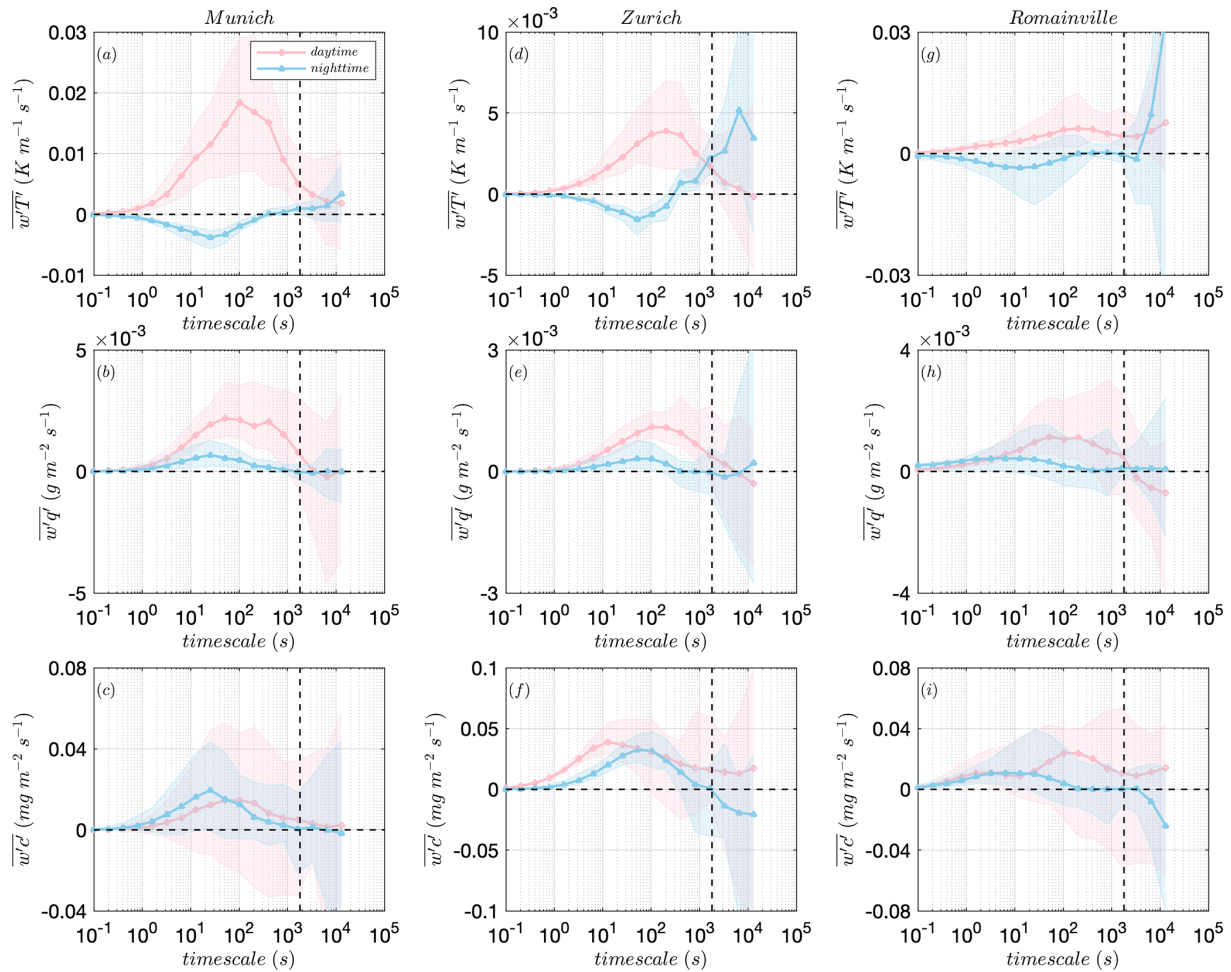 Munich
(a)
daytime
nighttime
0.03
0.02
0.01
0
-0.01
w′T′ (K m⁻¹ s⁻¹)
10⁻¹ 10⁰ 10¹ 10² 10³ 10⁴ 10⁵
timescale (s)
Zurich
×10⁻³
(d)
10
5
0
-5
w′T′ (K m⁻¹ s⁻¹)
10⁻¹ 10⁰ 10¹ 10² 10³ 10⁴ 10⁵
timescale (s)
Romainville
(g)
0.03
0
-0.03
w′T′ (K m⁻¹ s⁻¹)
10⁻¹ 10⁰ 10¹ 10² 10³ 10⁴ 10⁵
timescale (s)
×10⁻³
(b)
5
0
-5
w′q′ (g m⁻² s⁻¹)
10⁻¹ 10⁰ 10¹ 10² 10³ 10⁴ 10⁵
timescale (s)
×10⁻³
(e)
3
0
-3
w′q′ (g m⁻² s⁻¹)
10⁻¹ 10⁰ 10¹ 10² 10³ 10⁴ 10⁵
timescale (s)
×10⁻³
(h)
4
0
-4
w′q′ (g m⁻² s⁻¹)
10⁻¹ 10⁰ 10¹ 10² 10³ 10⁴ 10⁵
timescale (s)
(c)
0.08
0.04
0
-0.04
w′c′ (mg m⁻² s⁻¹)
10⁻¹ 10⁰ 10¹ 10² 10³ 10⁴ 10⁵
timescale (s)
(f)
0.1
0.05
0
-0.05
-0.1
w′c′ (mg m⁻² s⁻¹)
10⁻¹ 10⁰ 10¹ 10² 10³ 10⁴ 10⁵
timescale (s)
(i)
0.08
0.04
0
-0.04
-0.08
w′c′ (mg m⁻² s⁻¹)
10⁻¹ 10⁰ 10¹ 10² 10³ 10⁴ 10⁵
timescale (s)